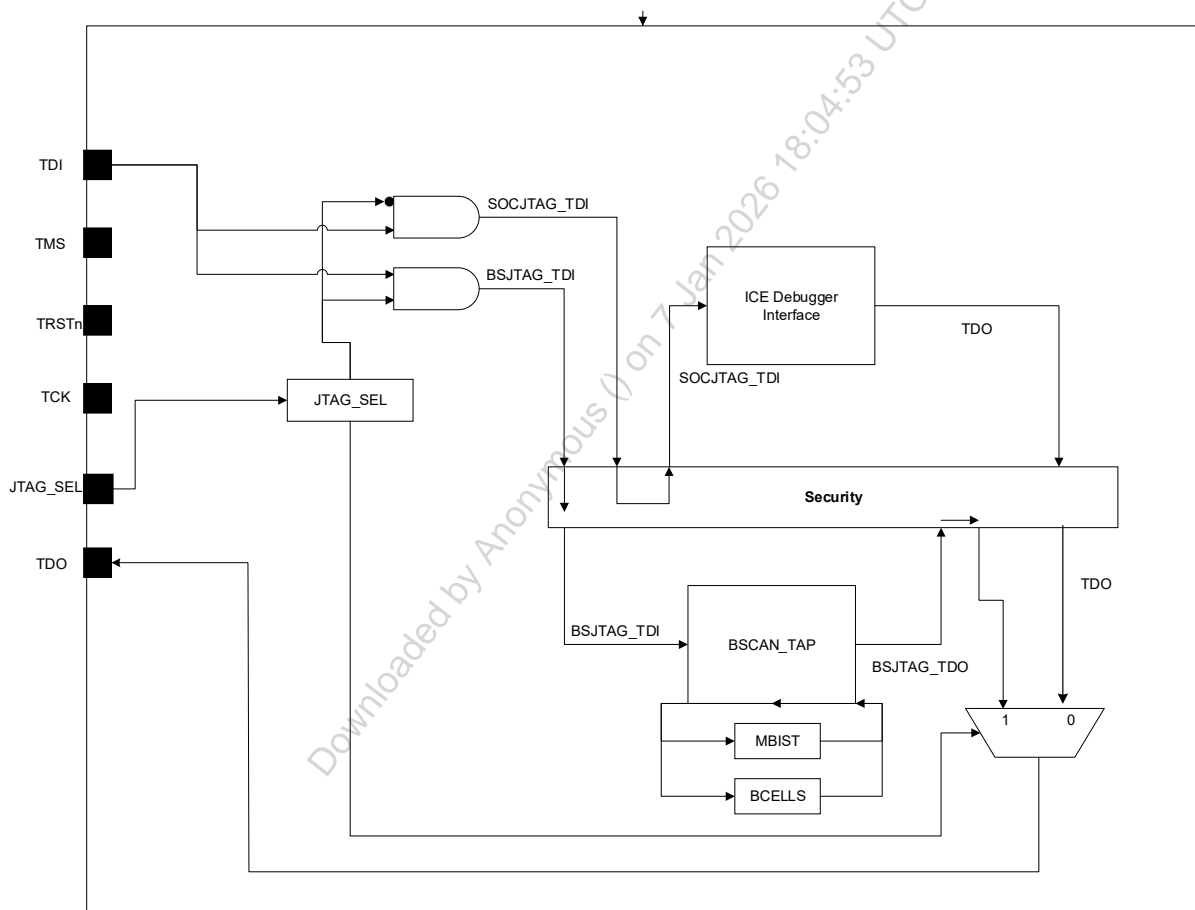 Downloaded by Anonymous () on 7 Jan 2026 18:04:53 UTC
TDI
SOCJTAG_TDI
TMS
BSJTAG_TDI
ICE Debugger
Interface
TRSTn
TDO
SOCJTAG_TDI
TCK
JTAG_SEL
JTAG_SEL
Security
TDO
TDO
BSJTAG_TDI
BSCAN_TAP
BSJTAG_TDO
1
0
MBIST
BCELLS